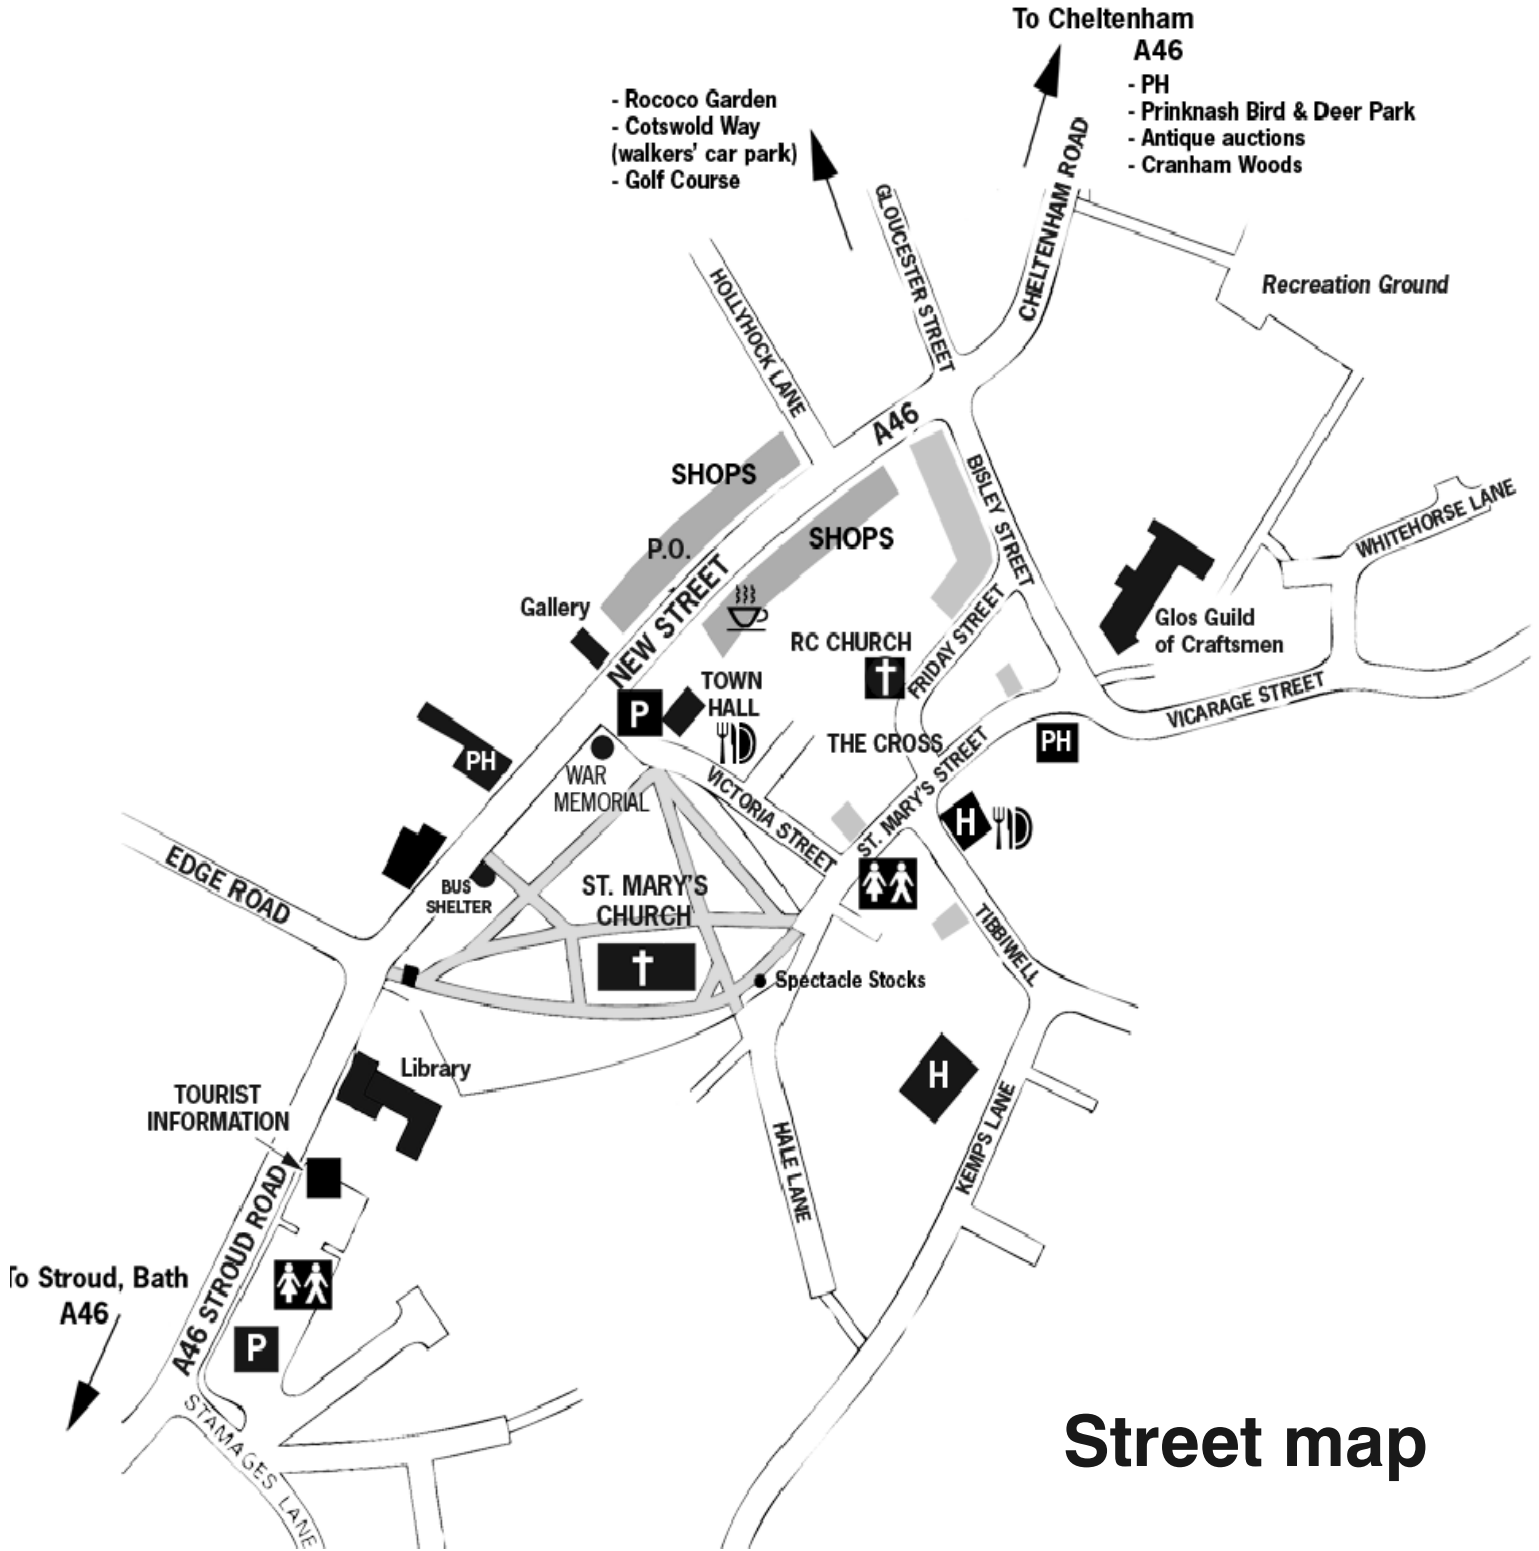 To Cheltenham
A46
- PH
- Prinknash Bird & Deer Park
- Antique auctions
- Cranham Woods
- Rococo Garden
- Cotswold Way
(walkers' car park)
- Golf Course
CHELTENHAM ROAD
GLOUCESTER STREET
HOLLYHOCK LANE
Recreation Ground
A46
SHOPS
BISLEY STREET
WHITEHORSE LANE
SHOPS
P.O.
NEW STREET
Gallery
Glos Guild
of Craftsmen
RC CHURCH
FRIDAY STREET
TOWN
HALL
P
VICARAGE STREET
THE CROSS
PH
PH
WAR
MEMORIAL
VICTORIA STREET
ST. MARY'S STREET
H
EDGE ROAD
BUS
SHELTER
ST. MARY'S
CHURCH
TIBBIWELL
Spectacle Stocks
Library
H
TOURIST
INFORMATION
KEMPS LANE
HALE LANE
A46 STROUD ROAD
To Stroud, Bath
A46
P
STAMAGES LANE
Street map